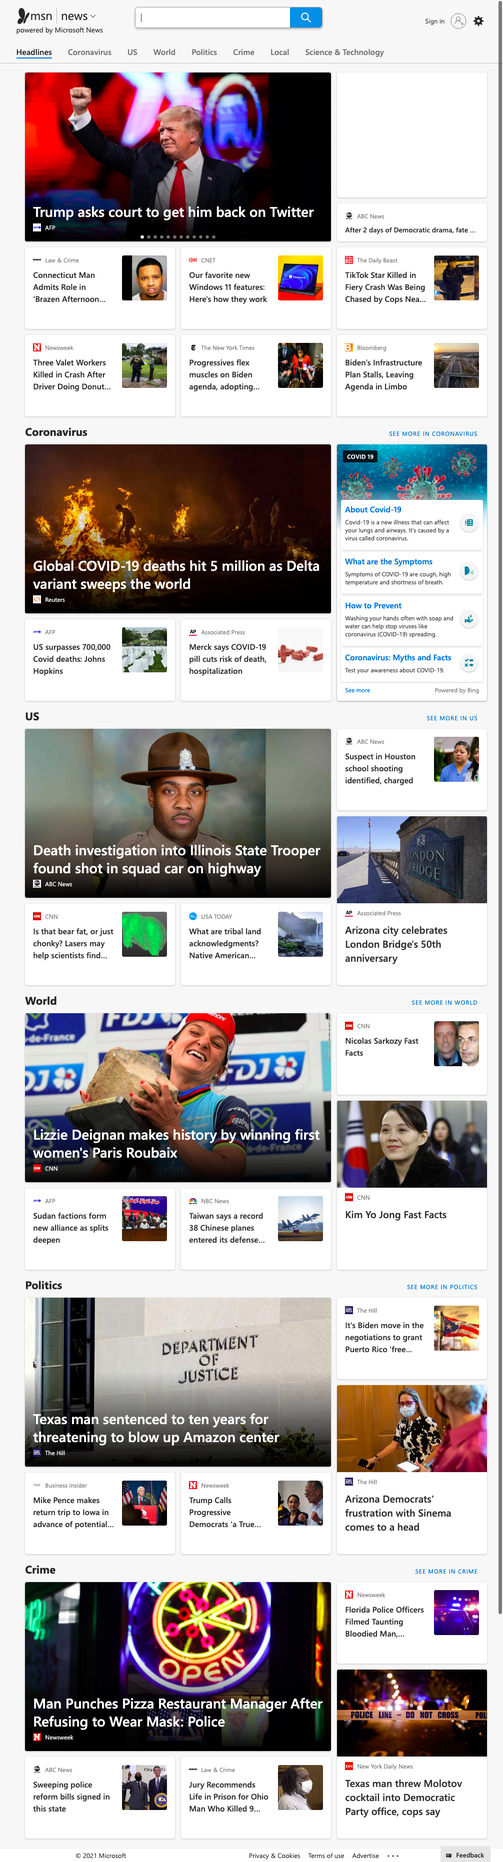 msn | news
powered by Microsoft News
Sign in
Headlines Coronavirus US World Politics Crime Local Science & Technology
Trump asks court to get him back on Twitter
AFP
ABC News
After 2 days of Democratic drama, fate ...
Law & Crime
Connecticut Man
Admits Role in
'Brazen Afternoon...
CNET
Our favorite new
Windows 11 features:
Here's how they work
The Daily Beast
TikTok Star Killed in
Fiery Crash Was Being
Chased by Cops Nea...
Newsweek
Three Valet Workers
Killed in Crash After
Driver Doing Donut...
The New York Times
Progressives flex
muscles on Biden
agenda, adopting...
Bloomberg
Biden's Infrastructure
Plan Stalls, Leaving
Agenda in Limbo
Coronavirus
SEE MORE IN CORONAVIRUS
Global COVID-19 deaths hit 5 million as Delta
variant sweeps the world
Reuters
COVID 19
About Covid-19
Covid-19 is a new illness that can affect
your lungs and airways. It's caused by a
virus called coronavirus.
What are the Symptoms
Symptoms of COVID-19 are cough, high
temperature and shortness of breath.
How to Prevent
Washing your hands often with soap and
water can help stop viruses like
coronavirus (COVID-19) spreading.
Coronavirus: Myths and Facts
Test your awareness about COVID-19.
See more
Powered by Bing
AFP
US surpasses 700,000
Covid deaths: Johns
Hopkins
AP Associated Press
Merck says COVID-19
pill cuts risk of death,
hospitalization
US
SEE MORE IN US
Death investigation into Illinois State Trooper
found shot in squad car on highway
ABC News
ABC News
Suspect in Houston
school shooting
identified, charged
LONDON
BRIDGE
AP Associated Press
Arizona city celebrates
London Bridge's 50th
anniversary
CNN
Is that bear fat, or just
chonky? Lasers may
help scientists find...
USA TODAY
What are tribal land
acknowledgments?
Native American...
World
SEE MORE IN WORLD
FDJ
de-France
FDJ
Lizzie Deignan makes history by winning first
women's Paris Roubaix
CNN
CNN
Nicolas Sarkozy Fast
Facts
CNN
Kim Yo Jong Fast Facts
AFP
Sudan factions form
new alliance as splits
deepen
NBC News
Taiwan says a record
38 Chinese planes
entered its defense...
Politics
SEE MORE IN POLITICS
DEPARTMENT
OF
JUSTICE
Texas man sentenced to ten years for
threatening to blow up Amazon center
The Hill
The Hill
It's Biden move in the
negotiations to grant
Puerto Rico 'free...
The Hill
Arizona Democrats'
frustration with Sinema
comes to a head
Business Insider
Mike Pence makes
return trip to Iowa in
advance of potential...
Newsweek
Trump Calls
Progressive
Democrats 'a True...
Crime
SEE MORE IN CRIME
OPEN
Man Punches Pizza Restaurant Manager After
Refusing to Wear Mask: Police
Newsweek
Newsweek
Florida Police Officers
Filmed Taunting
Bloodied Man,...
POLICE LINE - DO NOT CROSS POL
New York Daily News
Texas man threw Molotov
cocktail into Democratic
Party office, cops say
ABC News
Sweeping police
reform bills signed in
this state
Law & Crime
Jury Recommends
Life in Prison for Ohio
Man Who Killed 9...
© 2021 Microsoft
Privacy & Cookies Terms of use Advertise ...
Feedback